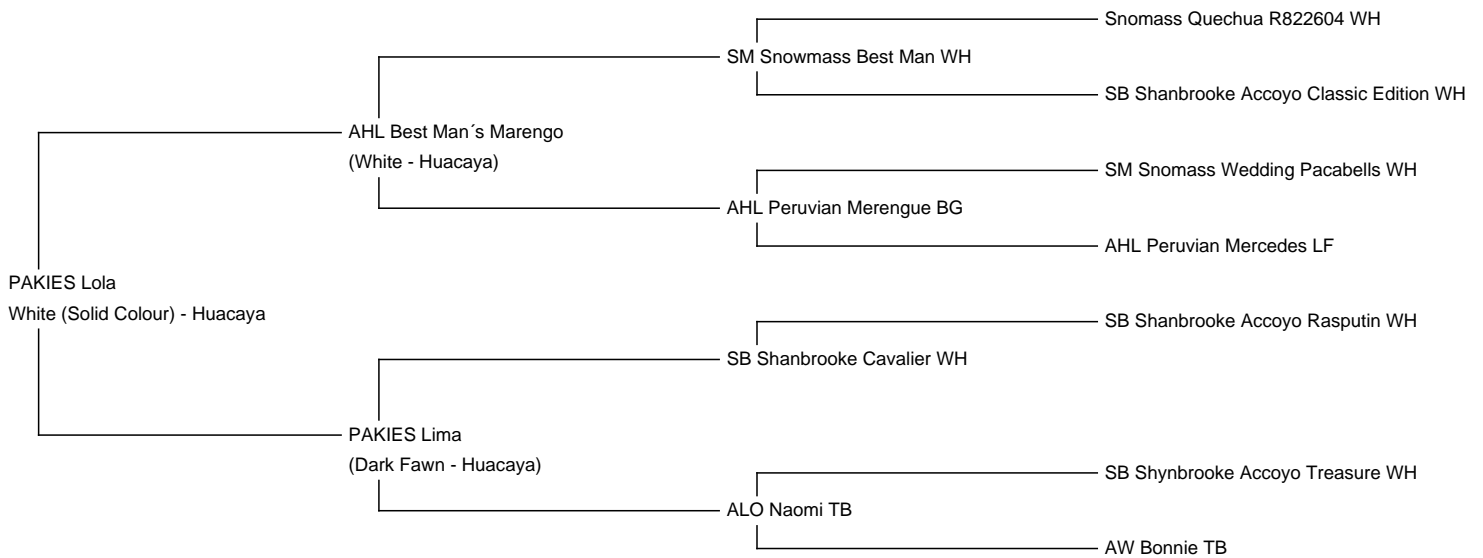 Snomass Quechua R822604 WH
SM Snowmass Best Man WH
SB Shanbrooke Accoyo Classic Edition WH
AHL Best Man´s Marengo
(White - Huacaya)
SM Snomass Wedding Pacabells WH
AHL Peruvian Merengue BG
AHL Peruvian Mercedes LF
PAKIES Lola
White (Solid Colour) - Huacaya
SB Shanbrooke Accoyo Rasputin WH
SB Shanbrooke Cavalier WH
PAKIES Lima
(Dark Fawn - Huacaya)
SB Shynbrooke Accoyo Treasure WH
ALO Naomi TB
AW Bonnie TB